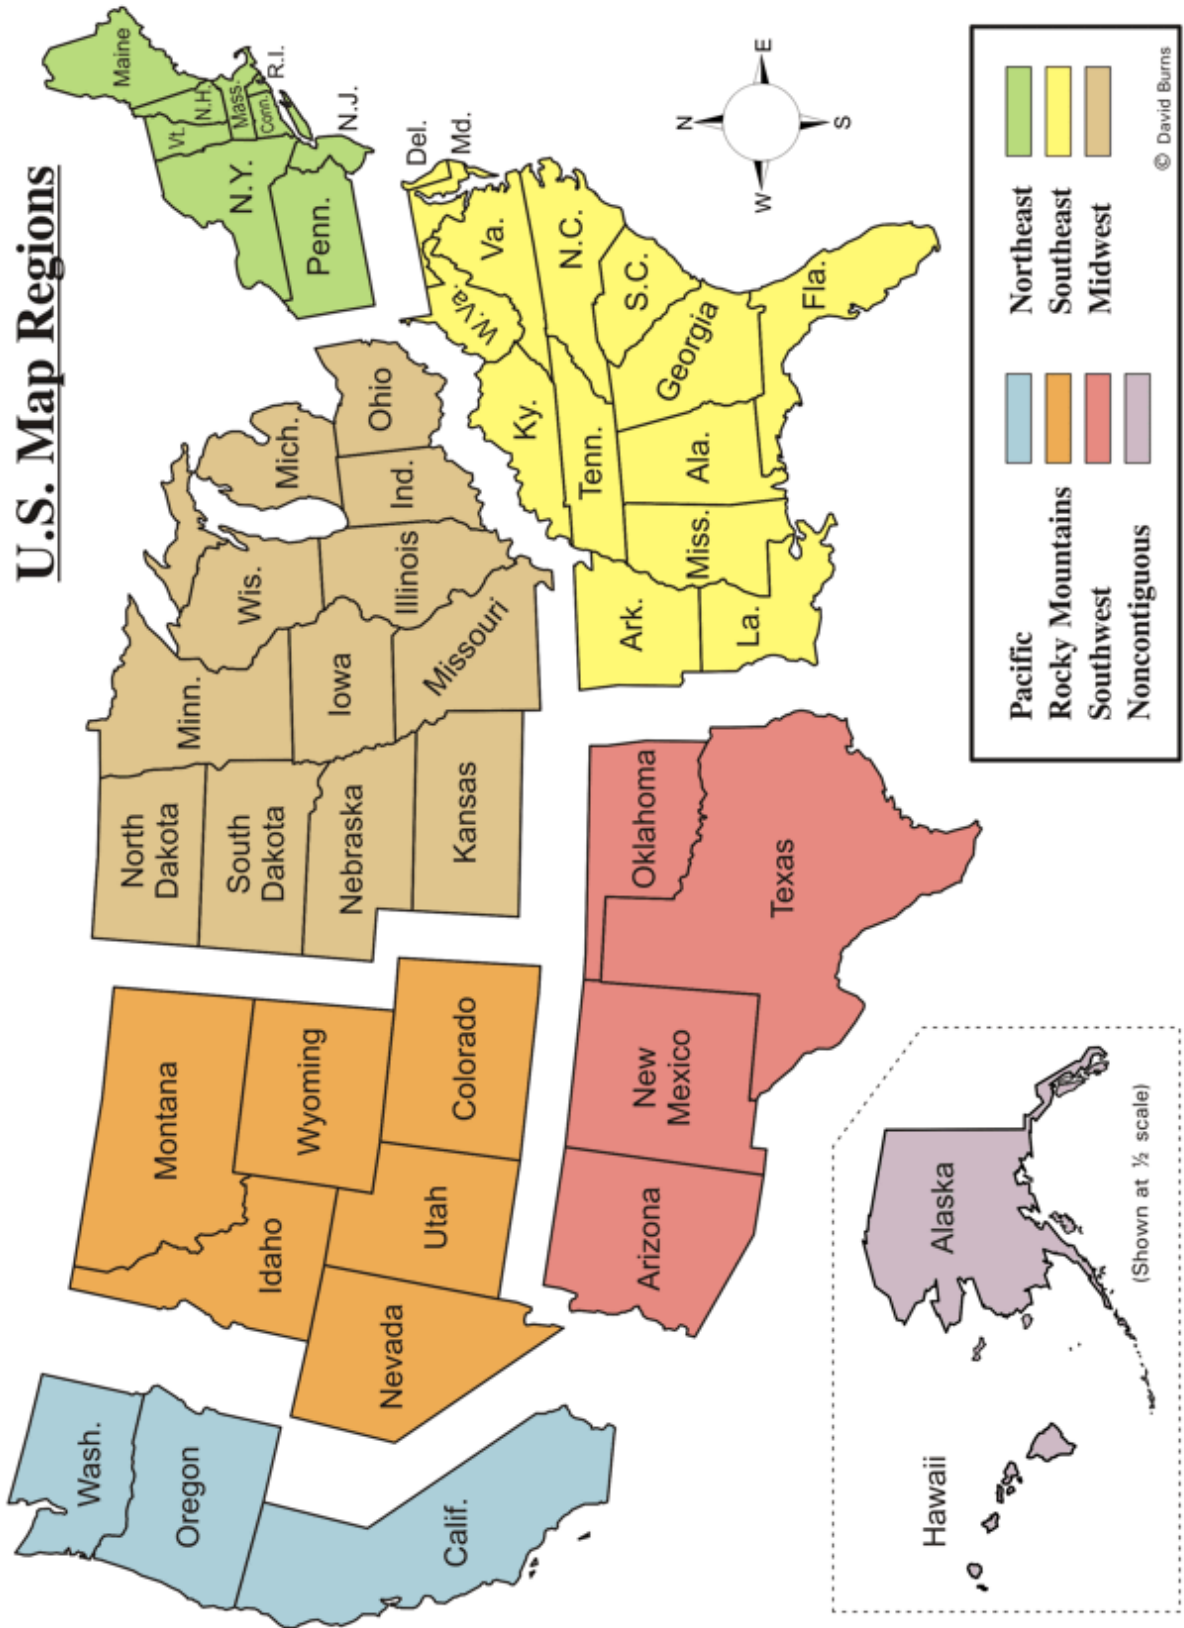 U.S. Map Regions
Wash.
Oregon
Calif.
Montana
Idaho
Wyoming
Nevada
Utah
Colorado
North
Dakota
South
Dakota
Nebraska
Kansas
Minn.
Iowa
Missouri
Wis.
Illinois
Mich.
Ind.
Ohio
Maine
Vt.
N.H.
Mass.
Conn.
R.I.
N.Y.
Penn.
N.J.
Del.
Md.
W.Va.
Va.
Ky.
Tenn.
N.C.
S.C.
Georgia
Fla.
Ala.
Miss.
Ark.
La.
Arizona
New
Mexico
Oklahoma
Texas
Hawaii
Alaska
(Shown at ½ scale)
N
W
E
S
Pacific
Rocky Mountains
Southwest
Noncontiguous
Northeast
Southeast
Midwest
© David Burns